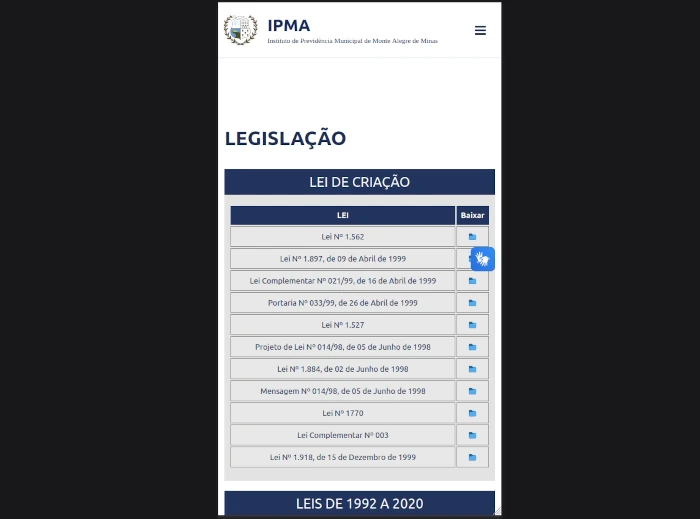 IPMA
Instituto de Previdência Municipal de Monte Alegre de Minas
LEGISLAÇÃO
LEI DE CRIAÇÃO
LEI Baixar
Lei Nº 1.562
Lei Nº 1.897, de 09 de Abril de 1999
Lei Complementar Nº 021/99, de 16 de Abril de 1999
Portaria Nº 033/99, de 26 de Abril de 1999
Lei Nº 1.527
Projeto de Lei Nº 014/98, de 05 de Junho de 1998
Lei Nº 1.884, de 02 de Junho de 1998
Mensagem Nº 014/98, de 05 de Junho de 1998
Lei Nº 1770
Lei Complementar Nº 003
Lei Nº 1.918, de 15 de Dezembro de 1999
LEIS DE 1992 A 2020